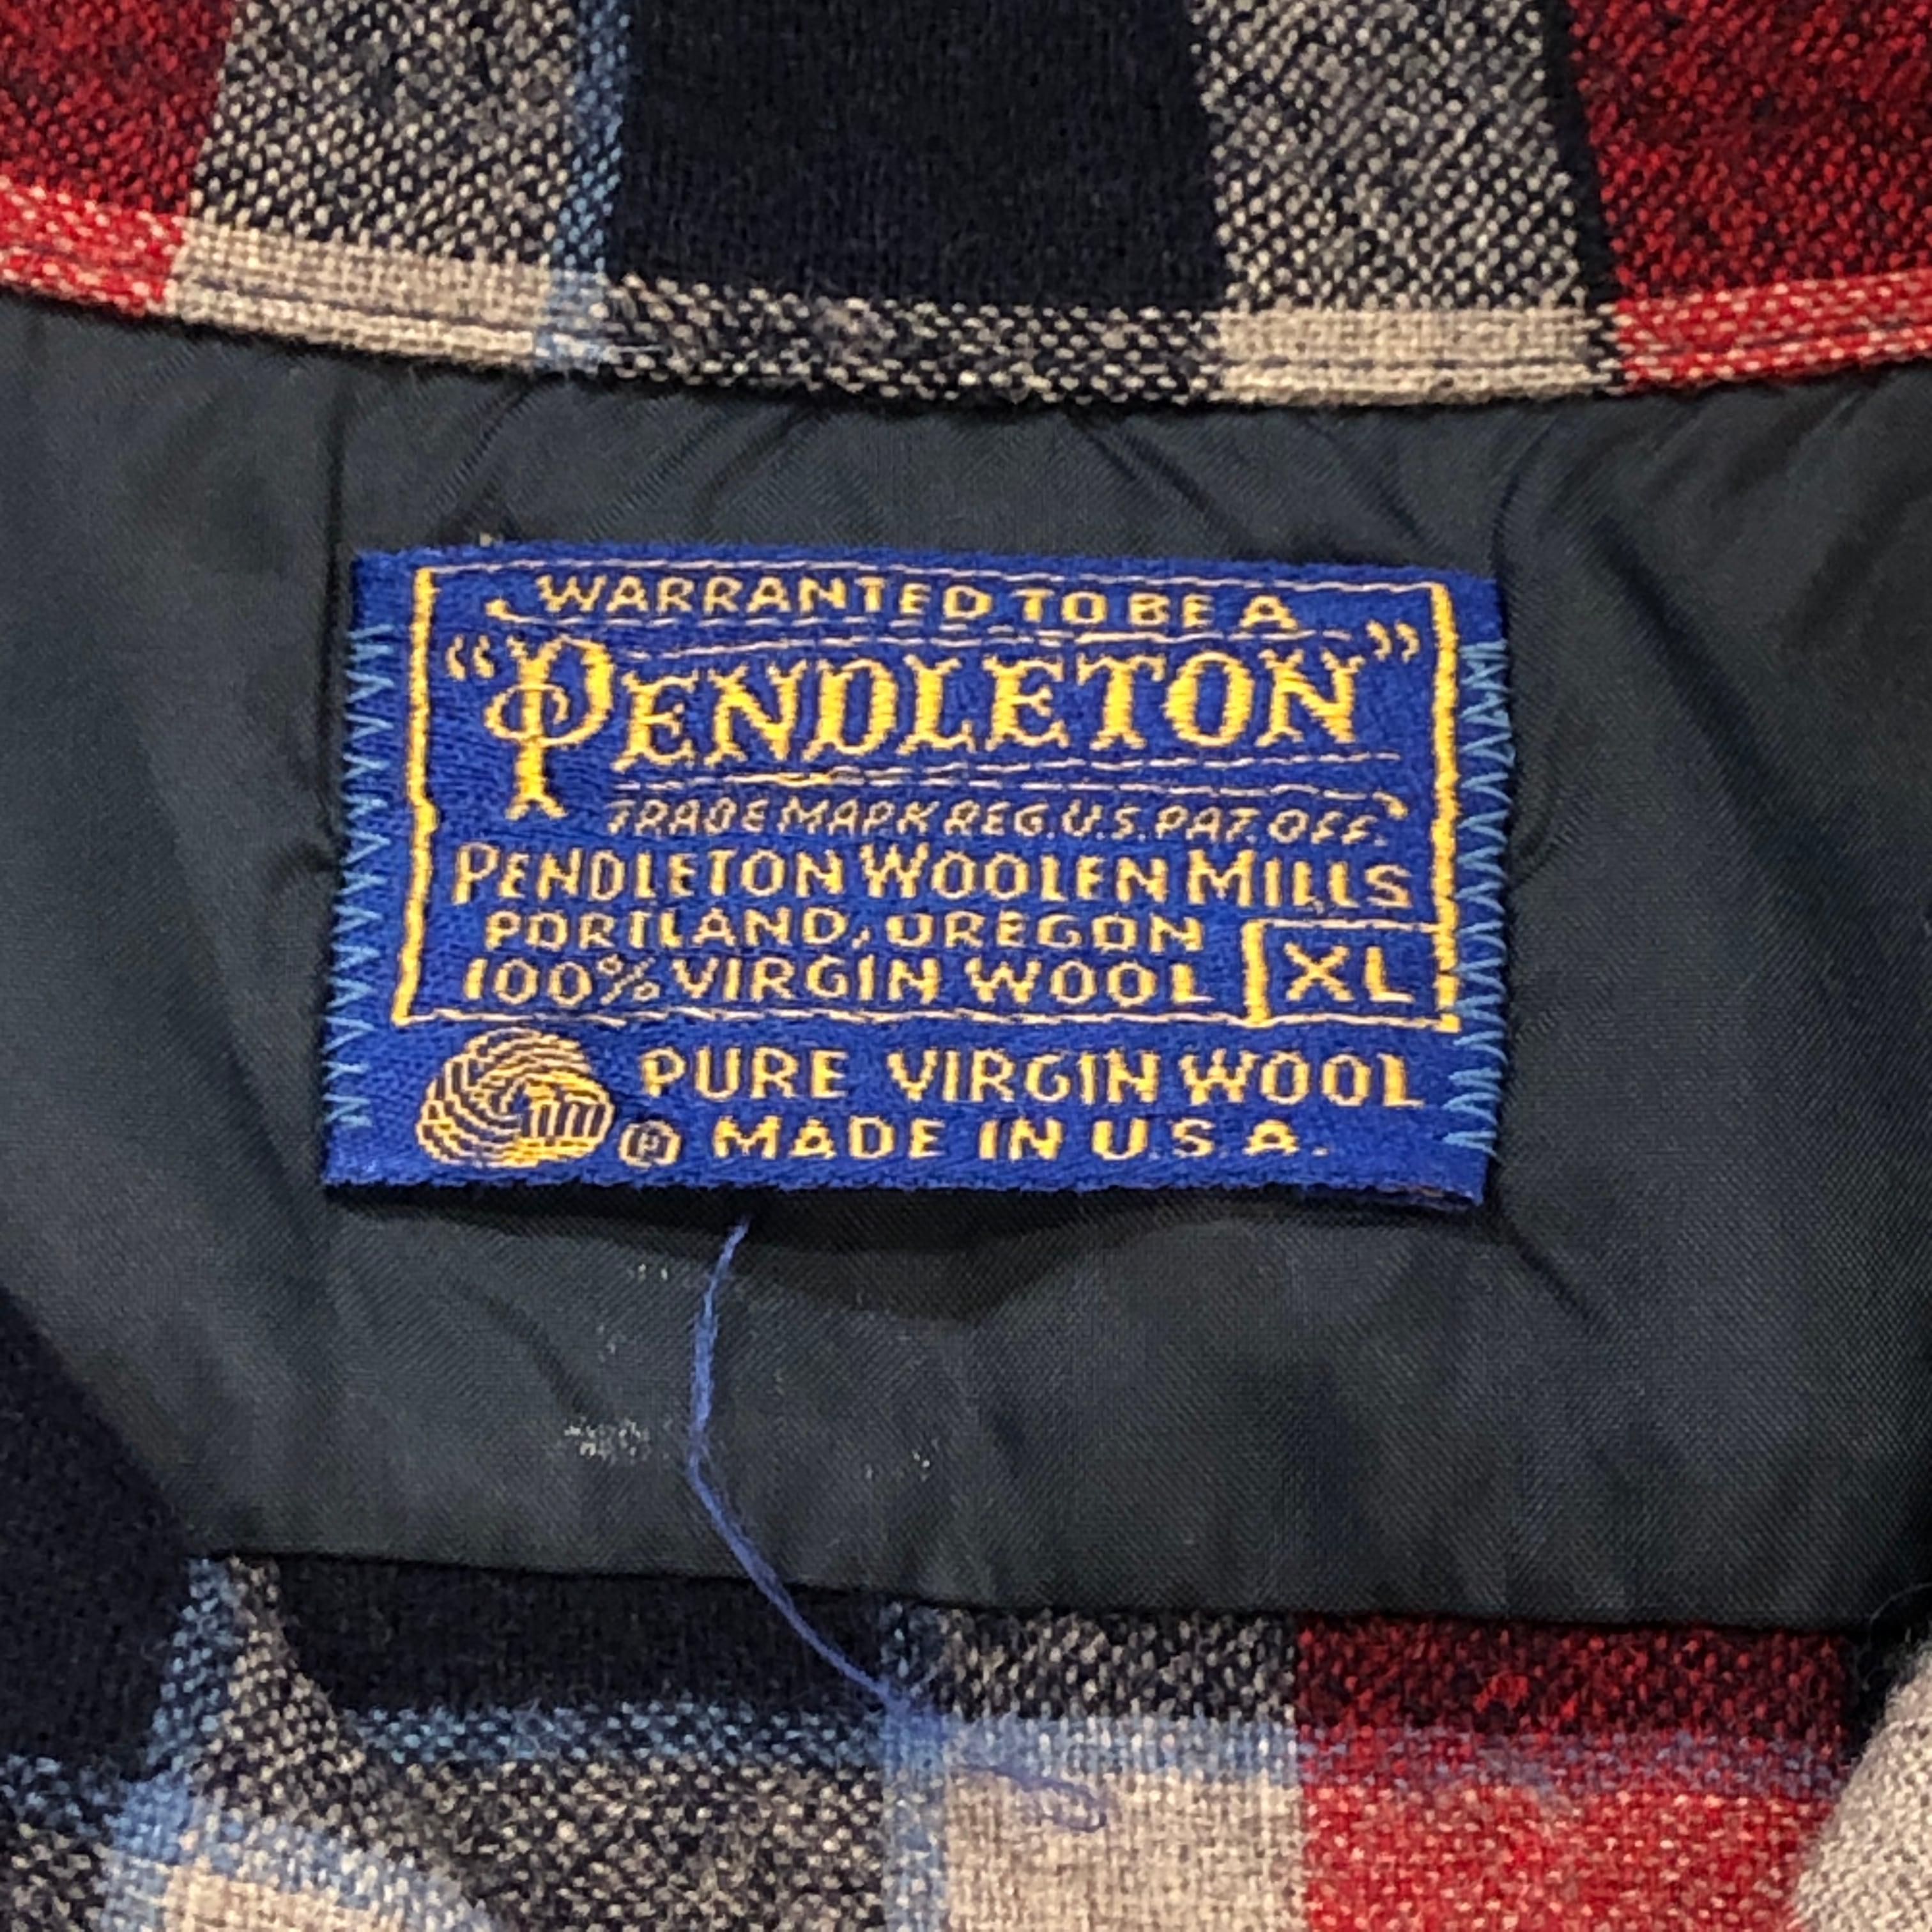 WARRANTED TO BE A
"PENDLETON"
TRADE MARK REG. U.S. PAT. OFF.
PENDLETON WOOLEN MILLS
PORTLAND, OREGON
100% VIRGIN WOOL XL
PURE VIRGIN WOOL
® MADE IN U.S.A.